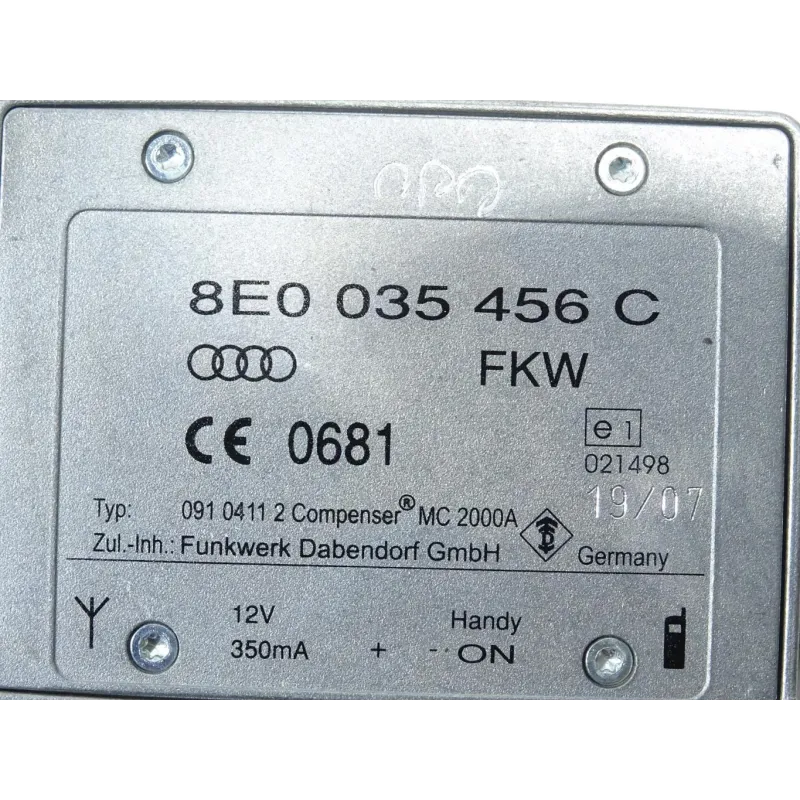 8E0 035 456 C
FKW
CE 0681
e 1
021498
19/07
Typ: 091 0411 2 Compenser® MC 2000A
Zul.-Inh.: Funkwerk Dabendorf GmbH
Germany
12V Handy
350mA + - ON